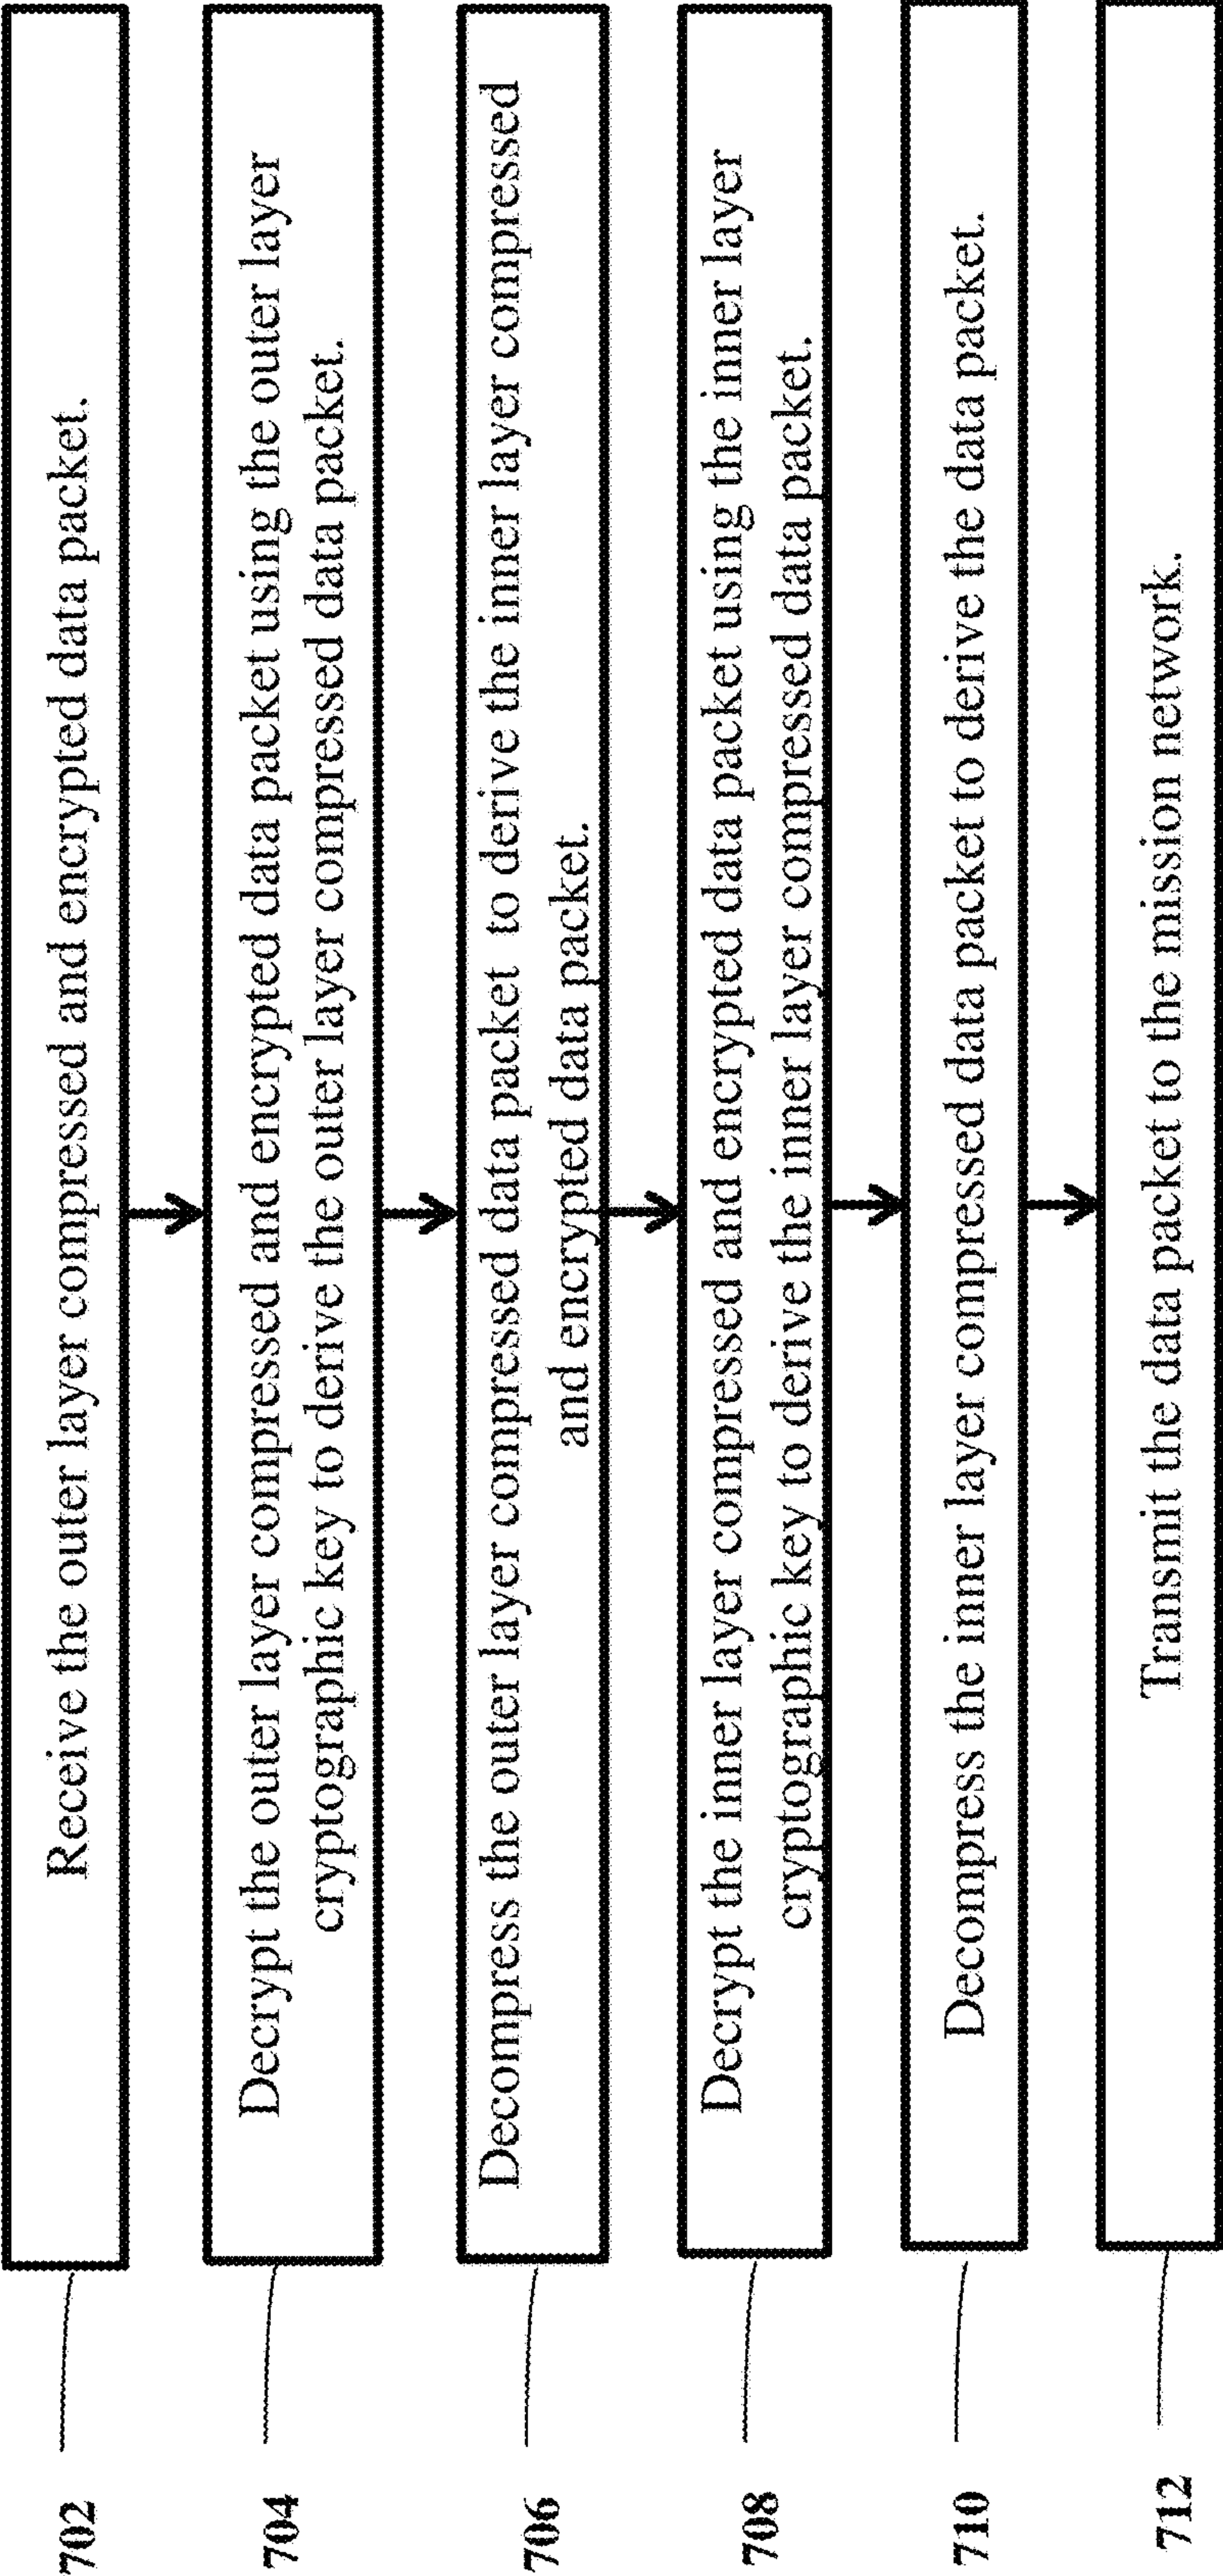 702
Receive the outer layer compressed and encrypted data packet.
704
Decrypt the outer layer compressed and encrypted data packet using the outer layer
cryptographic key to derive the outer layer compressed data packet.
706
Decompress the outer layer compressed data packet to derive the inner layer compressed
and encrypted data packet.
708
Decrypt the inner layer compressed and encrypted data packet using the inner layer
cryptographic key to derive the inner layer compressed data packet.
710
Decompress the inner layer compressed data packet to derive the data packet.
712
Transmit the data packet to the mission network.